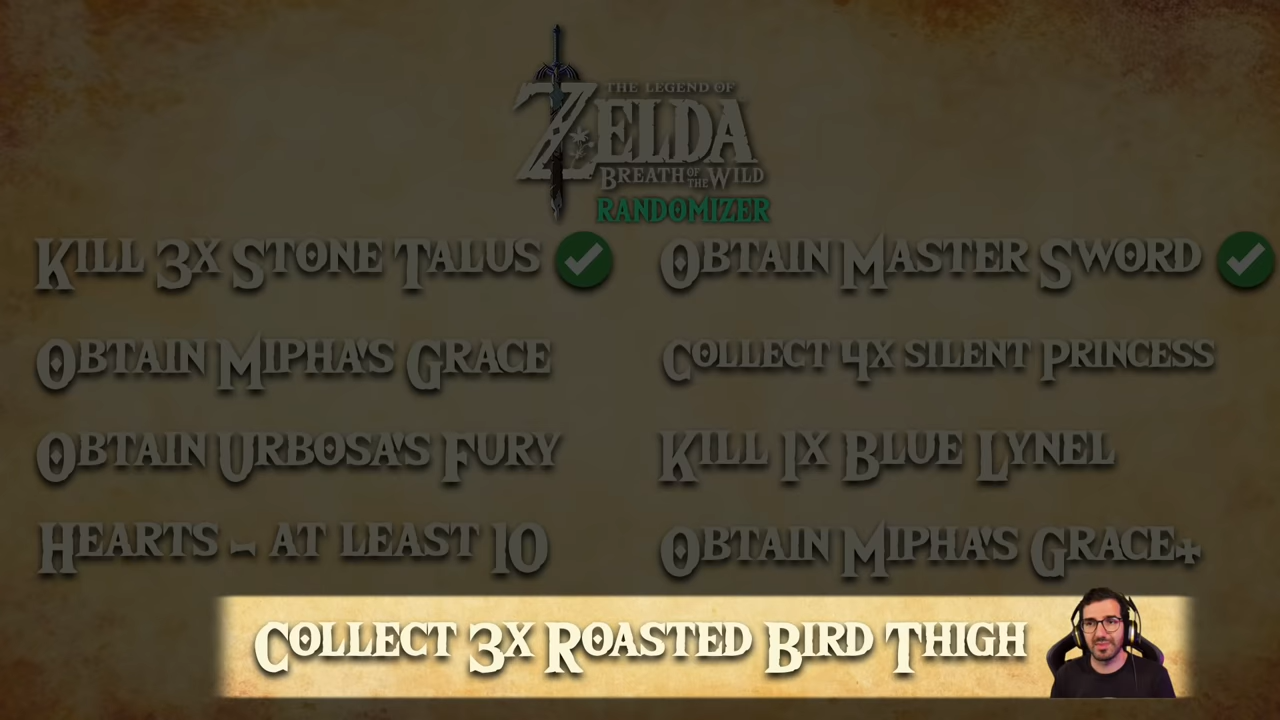 THE LEGEND OF
ZELDA
BREATH OF THE WILD
RANDOMIZER
KILL 3X STONE TALUS
OBTAIN MASTER SWORD
OBTAIN MIPHA'S GRACE
COLLECT 4X SILENT PRINCESS
OBTAIN URBOSA'S FURY
KILL 1X BLUE LYNEL
HEARTS - AT LEAST 10
OBTAIN MIPHA'S GRACE+
COLLECT 3X ROASTED BIRD THIGH